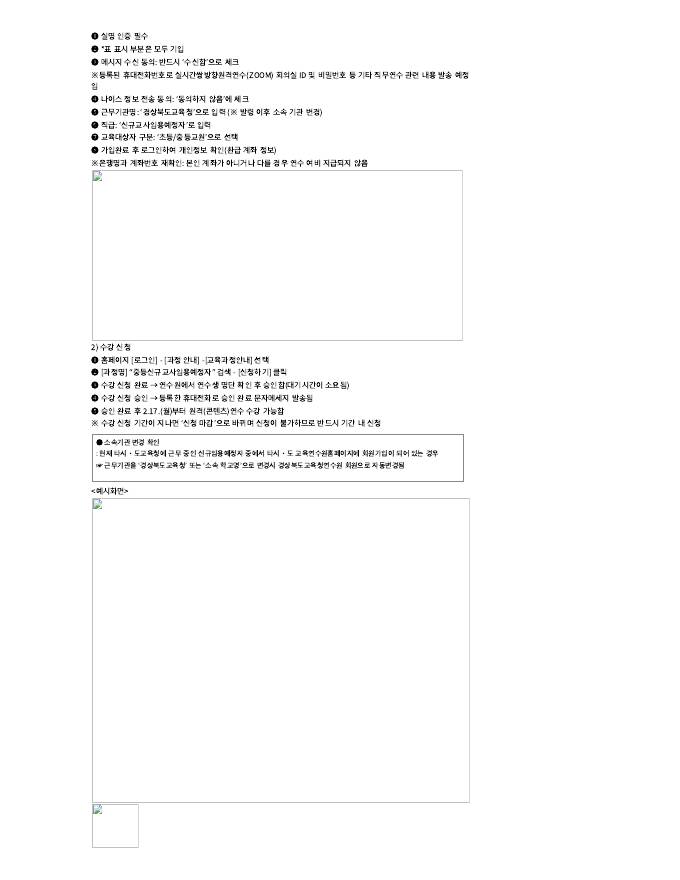 ❶ 실명 인증 필수
❷ *표 표시 부분은 모두 기입
❸ 메시지 수신 동의: 반드시 '수신함'으로 체크
※ 등록된 휴대전화번호로 실시간쌍방향원격연수(ZOOM) 회의실 ID 및 비밀번호 등 기타 직무연수 관련 내용 발송 예정
임
❹ 나이스 정보 전송 동의: '동의하지 않음'에 체크
❺ 근무기관명: '경상북도교육청'으로 입력 (※ 발령 이후 소속 기관 변경)
❻ 직급: '신규교사임용예정자'로 입력
❼ 교육대상자 구분: '초등/중등교원'으로 선택
❽ 가입완료 후 로그인하여 개인정보 확인(환급 계좌 정보)
※ 은행명과 계좌번호 재확인: 본인 계좌가 아니거나 다를 경우 연수 여비 지급되지 않음
2) 수강 신청
❶ 홈페이지 [로그인] - [과정 안내] -[교육과정안내] 선택
❷ [과정명] "중등신규교사임용예정자" 검색 - [신청하기] 클릭
❸ 수강 신청 완료 → 연수원에서 연수생 명단 확인 후 승인함(대기시간이 소요됨)
❹ 수강 신청 승인 → 등록한 휴대전화로 승인 완료 문자메세지 발송됨
❺ 승인 완료 후 2.17.(월)부터 원격(콘텐츠)연수 수강 가능함
※ 수강 신청 기간이 지나면 '신청 마감'으로 바뀌며 신청이 불가하므로 반드시 기간 내 신청
● 소속기관 변경 확인
: 현재 타시·도교육청에 근무 중인 신규임용예정자 중에서 타시·도 교육연수원홈페이지에 회원가입이 되어 있는 경우
☞ 근무기관을 '경상북도교육청' 또는 '소속 학교명'으로 변경시 경상북도교육청연수원 회원으로 자동변경됨
<예시화면>